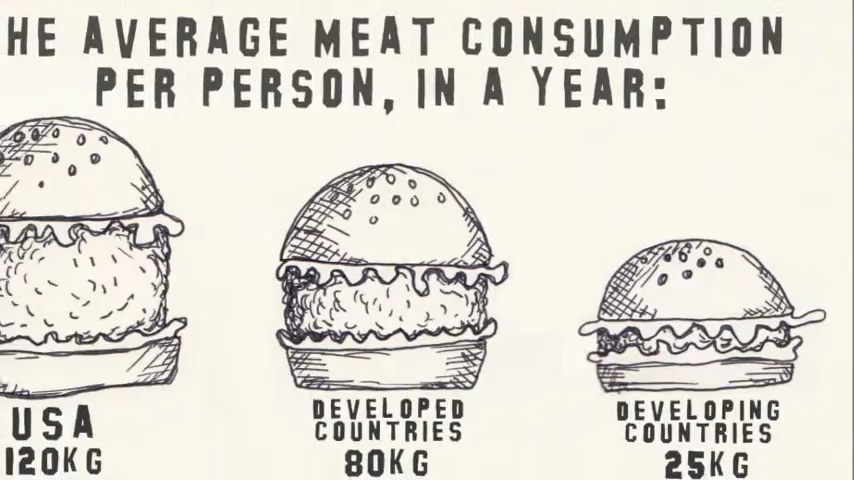 HE AVERAGE MEAT CONSUMPTION
PER PERSON, IN A YEAR:
USA
120KG
DEVELOPED
COUNTRIES
80KG
DEVELOPING
COUNTRIES
25KG